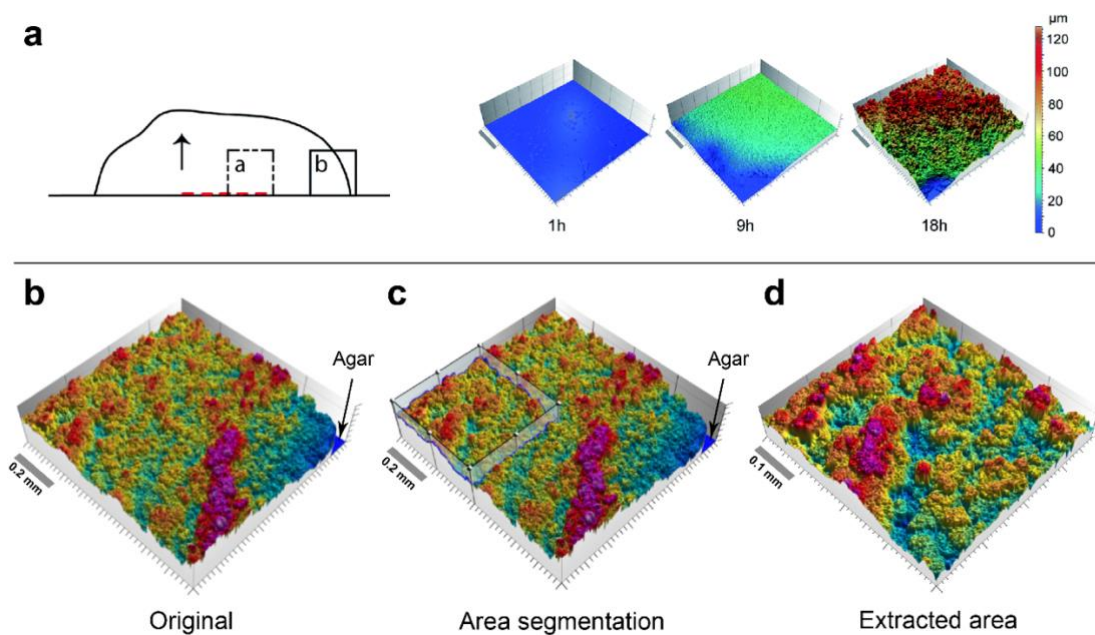 a
a
b
1h
9h
18h
µm
120
100
80
60
40
20
0
b
c
d
Agar
Agar
0.2 mm
0.2 mm
0.1 mm
Original
Area segmentation
Extracted area